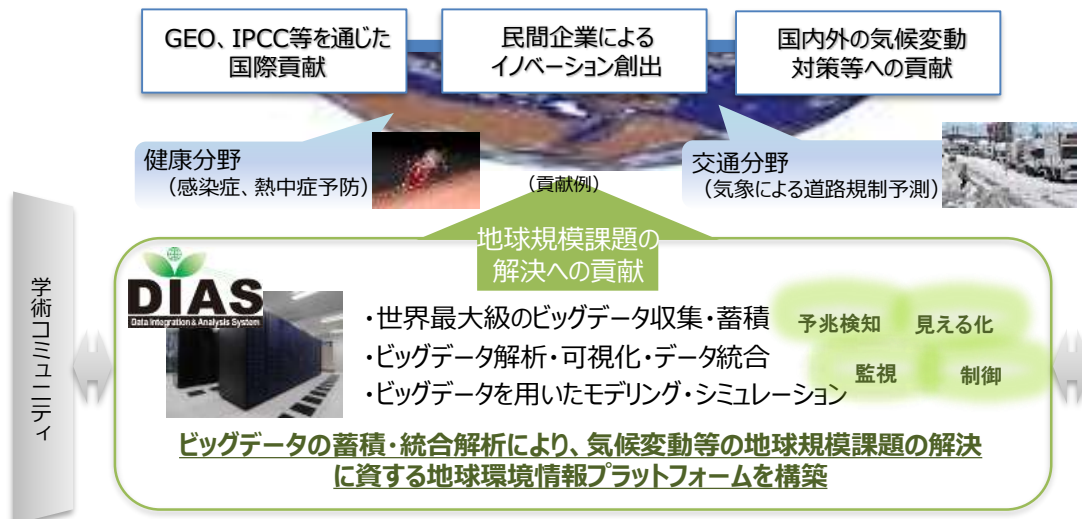 GEO、IPCC等を通じた
国際貢献
民間企業による
イノベーション創出
国内外の気候変動
対策等への貢献
健康分野
（感染症、熱中症予防）
（貢献例）
交通分野
（気象による道路規制予測）
地球規模課題の
解決への貢献
学術コミュニティ
DIAS
Data Integration & Analysis System
・世界最大級のビッグデータ収集・蓄積
・ビッグデータ解析・可視化・データ統合
・ビッグデータを用いたモデリング・シミュレーション
予兆検知
見える化
監視
制御
ビッグデータの蓄積・統合解析により、気候変動等の地球規模課題の解決
に資する地球環境情報プラットフォームを構築